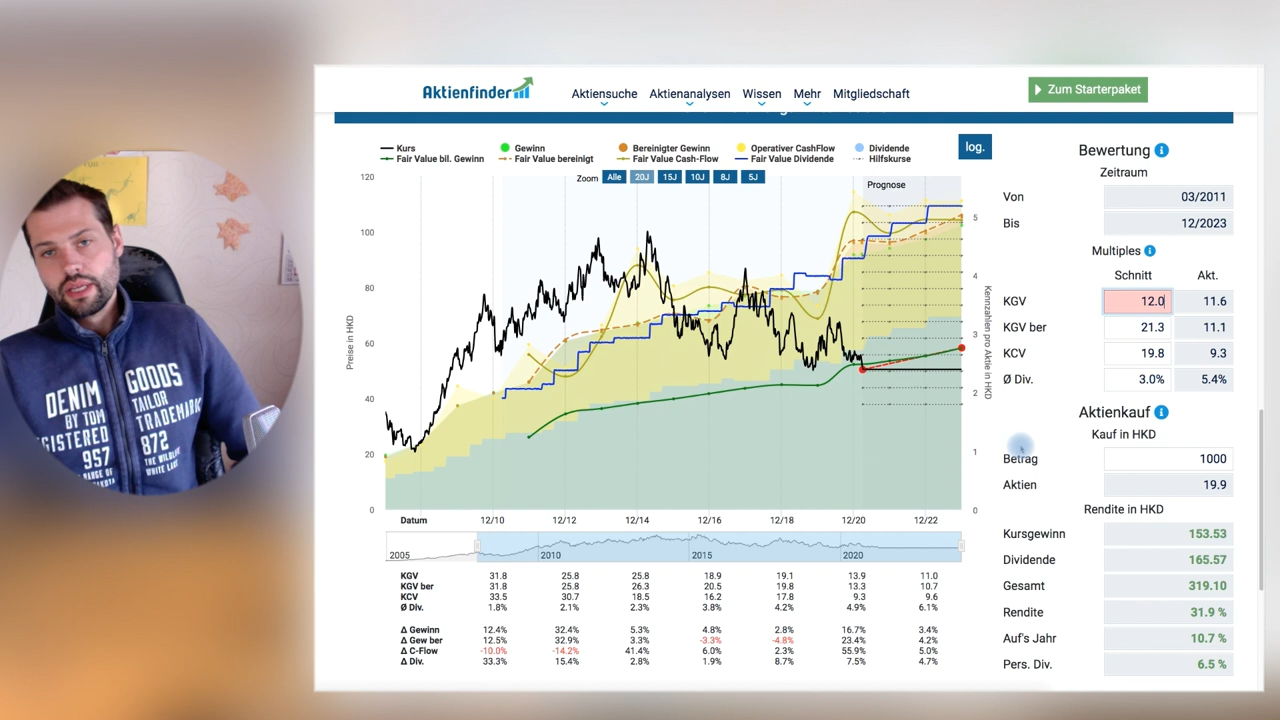 Aktienfinder
Aktiensuche Aktienanalysen Wissen Mehr Mitgliedschaft
Zum Starterpaket
Kurs Gewinn Bereinigter Gewinn Operativer CashFlow Dividende
Fair Value bil. Gewinn Fair Value bereinigt Fair Value Cash-Flow Fair Value Dividende Hilfskurse
log.
Zoom Alle 20J 15J 10J 8J 5J
Prognose
Preise in HKD
120
100
80
60
40
20
0
Kennzahlen pro Aktie in HKD
5
4
3
2
1
0
Datum 12/10 12/12 12/14 12/16 12/18 12/20 12/22
2005 2010 2015 2020
KGV 31.8 25.8 25.8 18.9 19.1 13.9 11.0
KGV ber 31.8 25.8 26.3 20.5 19.8 13.3 10.7
KCV 33.5 30.7 18.5 16.2 17.8 9.3 9.6
Ø Div. 1.8% 2.1% 2.3% 3.8% 4.2% 4.9% 6.1%
Δ Gewinn 12.4% 32.4% 5.3% 4.8% 2.8% 16.7% 3.4%
Δ Gew ber 12.5% 32.9% 3.3% -3.3% -4.8% 23.4% 4.2%
Δ C-Flow -10.0% -14.2% 41.4% 6.0% 2.3% 55.9% 5.0%
Δ Div. 33.3% 15.4% 2.8% 1.9% 8.7% 7.5% 4.7%
Bewertung i
Zeitraum
Von 03/2011
Bis 12/2023
Multiples i
Schnitt Akt.
KGV 12.0 11.6
KGV ber 21.3 11.1
KCV 19.8 9.3
Ø Div. 3.0% 5.4%
Aktienkauf i
Kauf in HKD
Betrag 1000
Aktien 19.9
Rendite in HKD
Kursgewinn 153.53
Dividende 165.57
Gesamt 319.10
Rendite 31.9 %
Auf's Jahr 10.7 %
Pers. Div. 6.5 %
DENIM GOODS
BY TOM TAILOR
TRADEMARK
957 872
THE WILDLIFE
WHITE LAKE